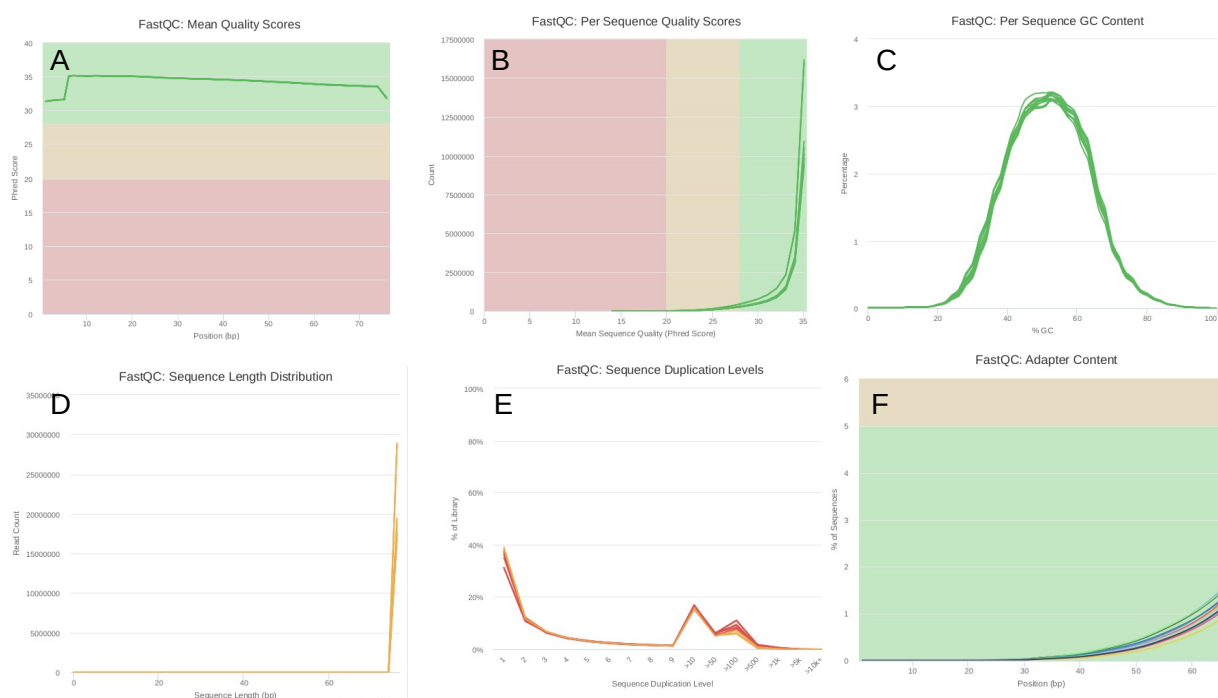 FastQC: Mean Quality Scores
A
40
35
30
25
20
15
10
5
0
Phred Score
10 20 30 40 50 60 70
Position (bp)
FastQC: Per Sequence Quality Scores
B
17500000
15000000
12500000
10000000
7500000
5000000
2500000
0
Count
0 5 10 15 20 25 30 35
Mean Sequence Quality (Phred Score)
FastQC: Per Sequence GC Content
C
4
3
2
1
0
Percentage
0 20 40 60 80 100
% GC
FastQC: Sequence Length Distribution
D
35000000
30000000
25000000
20000000
15000000
10000000
5000000
0
Read Count
0 20 40 60
Sequence Length (bp)
FastQC: Sequence Duplication Levels
E
100%
80%
60%
40%
20%
0%
% of Library
1 2 3 4 5 6 7 8 9 >10 >50 >100 >500 >1k >5k >10k+
Sequence Duplication Level
FastQC: Adapter Content
F
6
5
4
3
2
1
0
% of Sequences
10 20 30 40 50 60
Position (bp)